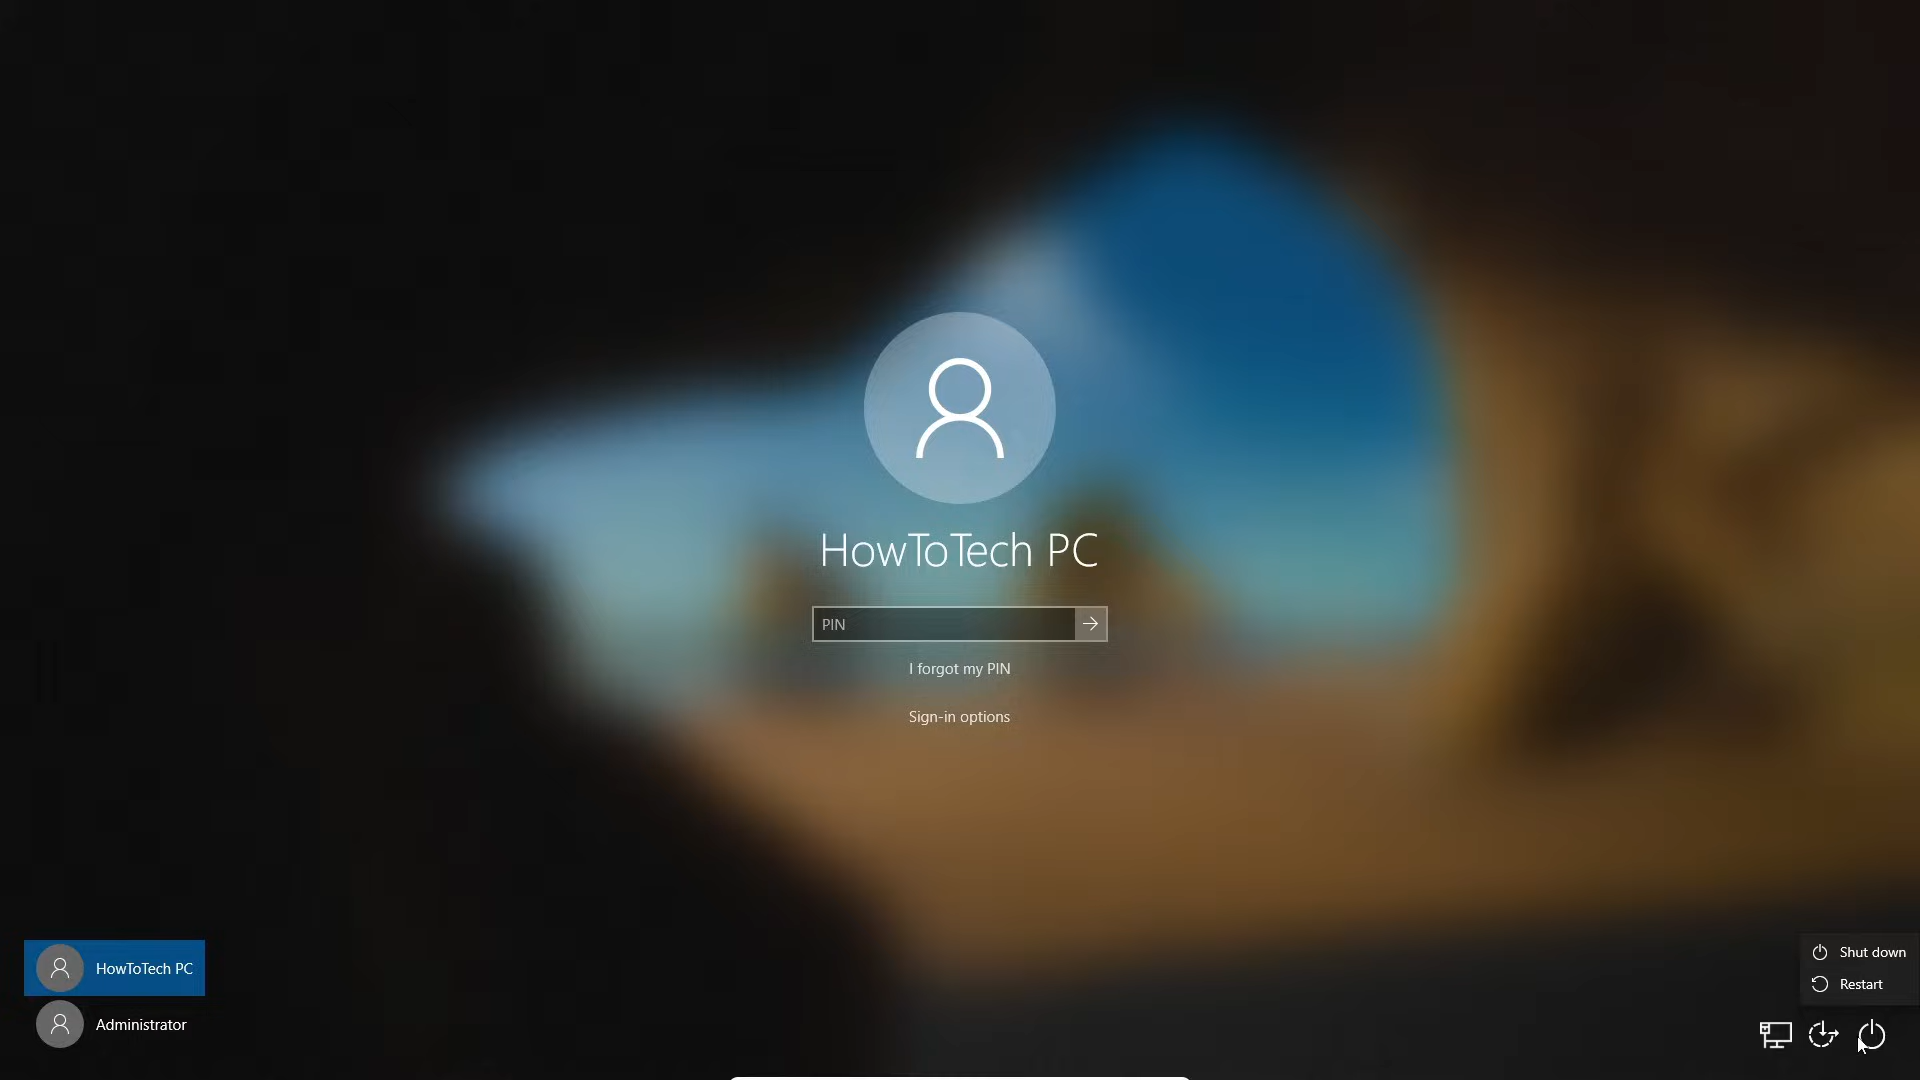 HowToTech PC
PIN
I forgot my PIN
Sign-in options
HowToTech PC
Administrator
Shut down
Restart